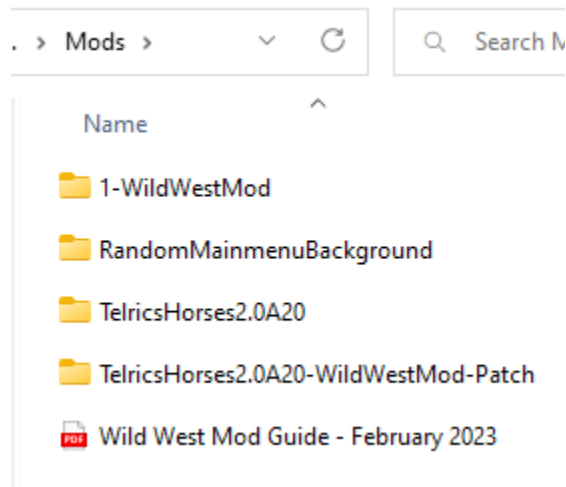 . > Mods >
Search M
Name
1-WildWestMod
RandomMainmenuBackground
TelricsHorses2.0A20
TelricsHorses2.0A20-WildWestMod-Patch
PDF
Wild West Mod Guide - February 2023